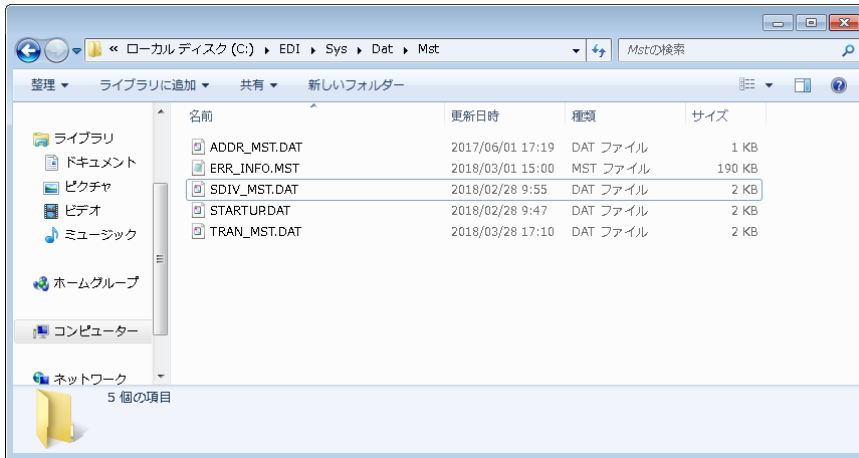 « ローカル ディスク (C:) ▸ EDI ▸ Sys ▸ Dat ▸ Mst
Mstの検索
整理 ▼ ライブラリに追加 ▼ 共有 ▼ 新しいフォルダー
名前 更新日時 種類 サイズ
ライブラリ
ドキュメント
ピクチャ
ビデオ
ミュージック
ホームグループ
コンピューター
ネットワーク
ADDR_MST.DAT 2017/06/01 17:19 DAT ファイル 1 KB
ERR_INFO.MST 2018/03/01 15:00 MST ファイル 190 KB
SDIV_MST.DAT 2018/02/28 9:55 DAT ファイル 2 KB
STARTUP.DAT 2018/02/28 9:47 DAT ファイル 2 KB
TRAN_MST.DAT 2018/03/28 17:10 DAT ファイル 2 KB
5 個の項目